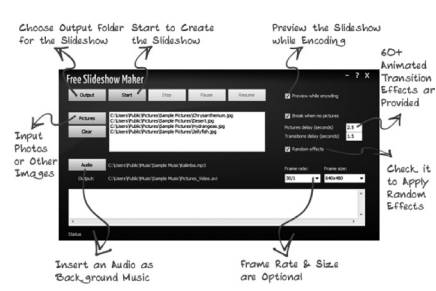 Choose Output Folder
for the Slideshow
Start to Create
the Slideshow
Preview the Slideshow
while Encoding
60+
Animated
Transition
Effects are
Provided
Free Slideshow Maker
- ? X
Output
Start
Stop
Pause
Resume
Preview while encoding
Pictures
Clear
C:\Users\Public\Pictures\Sample Pictures\Chrysanthemum.jpg
C:\Users\Public\Pictures\Sample Pictures\Desert.jpg
C:\Users\Public\Pictures\Sample Pictures\Hydrangeas.jpg
C:\Users\Public\Pictures\Sample Pictures\Jellyfish.jpg
Break when no pictures
Pictures delay (seconds) 2.5
Transitions delay (seconds) 1.5
Random effects
Input
Photos
or Other
Images
Check it
to Apply
Random
Effects
Audio
C:\Users\Public\Music\Sample Music\Kalimba.mp3
Output:
C:\Users\Public\Music\Sample Music\Pictures_Video.avi
Frame rate:
Frame size:
30/1
640x480
Status
Insert an Audio as
Background Music
Frame Rate & Size
are Optional